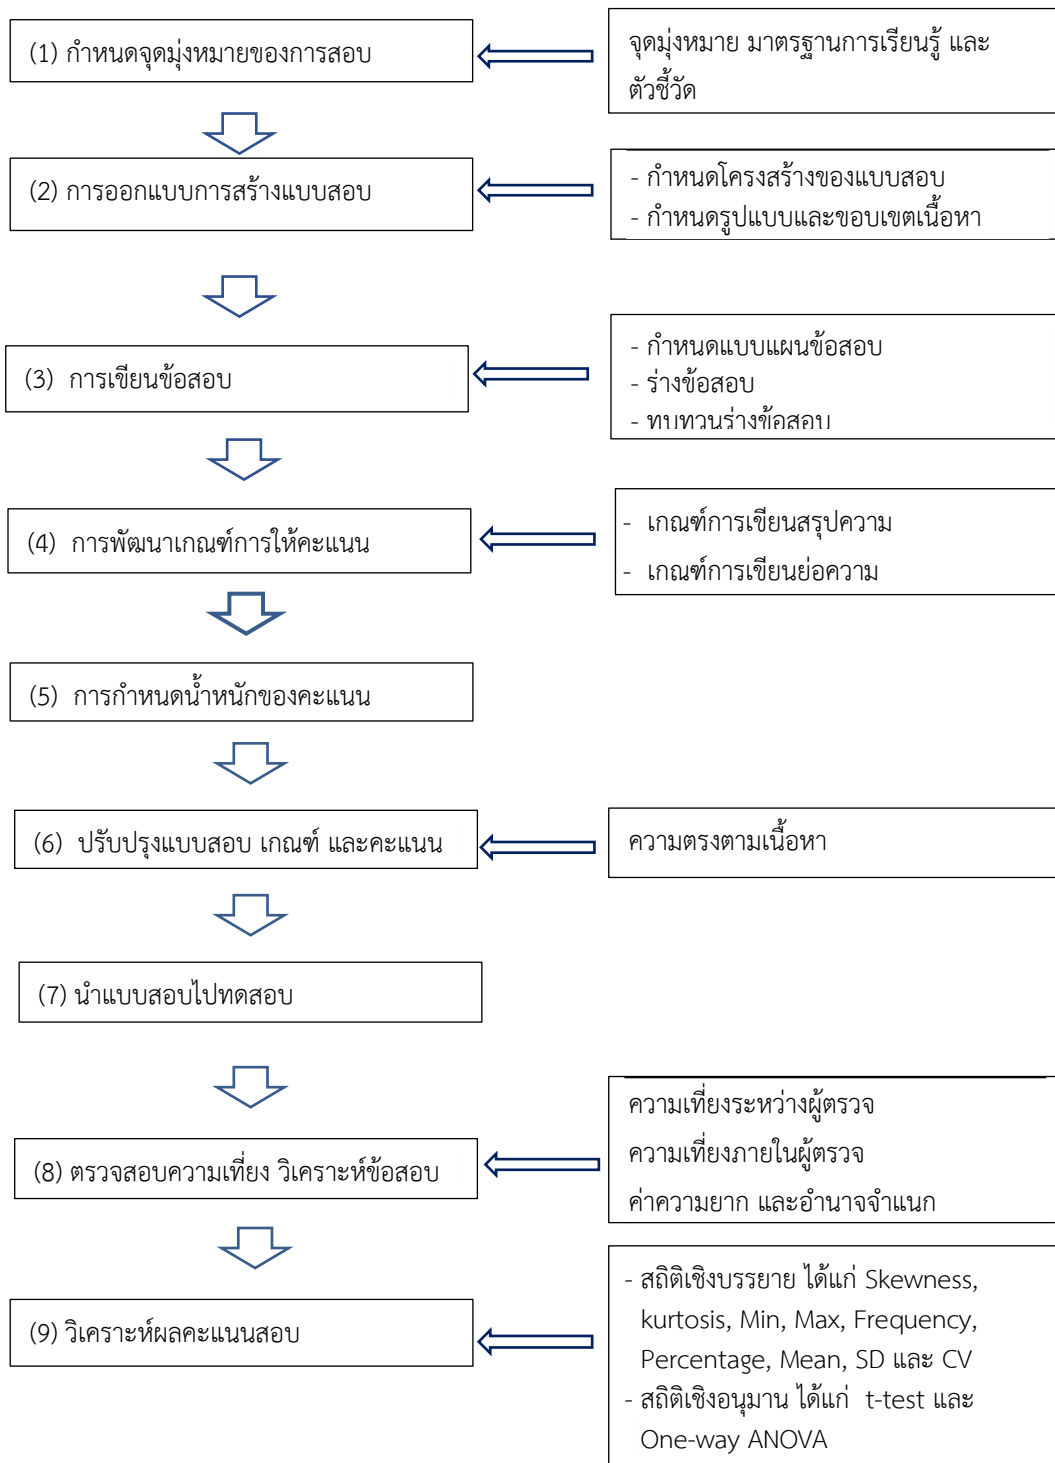 (1) กำหนดจุดมุ่งหมายของการสอบ
จุดมุ่งหมาย มาตรฐานการเรียนรู้ และ
ตัวชี้วัด
(2) การออกแบบการสร้างแบบสอบ
- กำหนดโครงสร้างของแบบสอบ
- กำหนดรูปแบบและขอบเขตเนื้อหา
(3) การเขียนข้อสอบ
- กำหนดแบบแผนข้อสอบ
- ร่างข้อสอบ
- ทบทวนร่างข้อสอบ
(4) การพัฒนาเกณฑ์การให้คะแนน
- เกณฑ์การเขียนสรุปความ
- เกณฑ์การเขียนย่อความ
(5) การกำหนดน้ำหนักของคะแนน
(6) ปรับปรุงแบบสอบ เกณฑ์ และคะแนน
ความตรงตามเนื้อหา
(7) นำแบบสอบไปทดสอบ
(8) ตรวจสอบความเที่ยง วิเคราะห์ข้อสอบ
ความเที่ยงระหว่างผู้ตรวจ
ความเที่ยงภายในผู้ตรวจ
ค่าความยาก และอำนาจจำแนก
(9) วิเคราะห์ผลคะแนนสอบ
- สถิติเชิงบรรยาย ได้แก่ Skewness,
kurtosis, Min, Max, Frequency,
Percentage, Mean, SD และ CV
- สถิติเชิงอนุมาน ได้แก่ t-test และ
One-way ANOVA